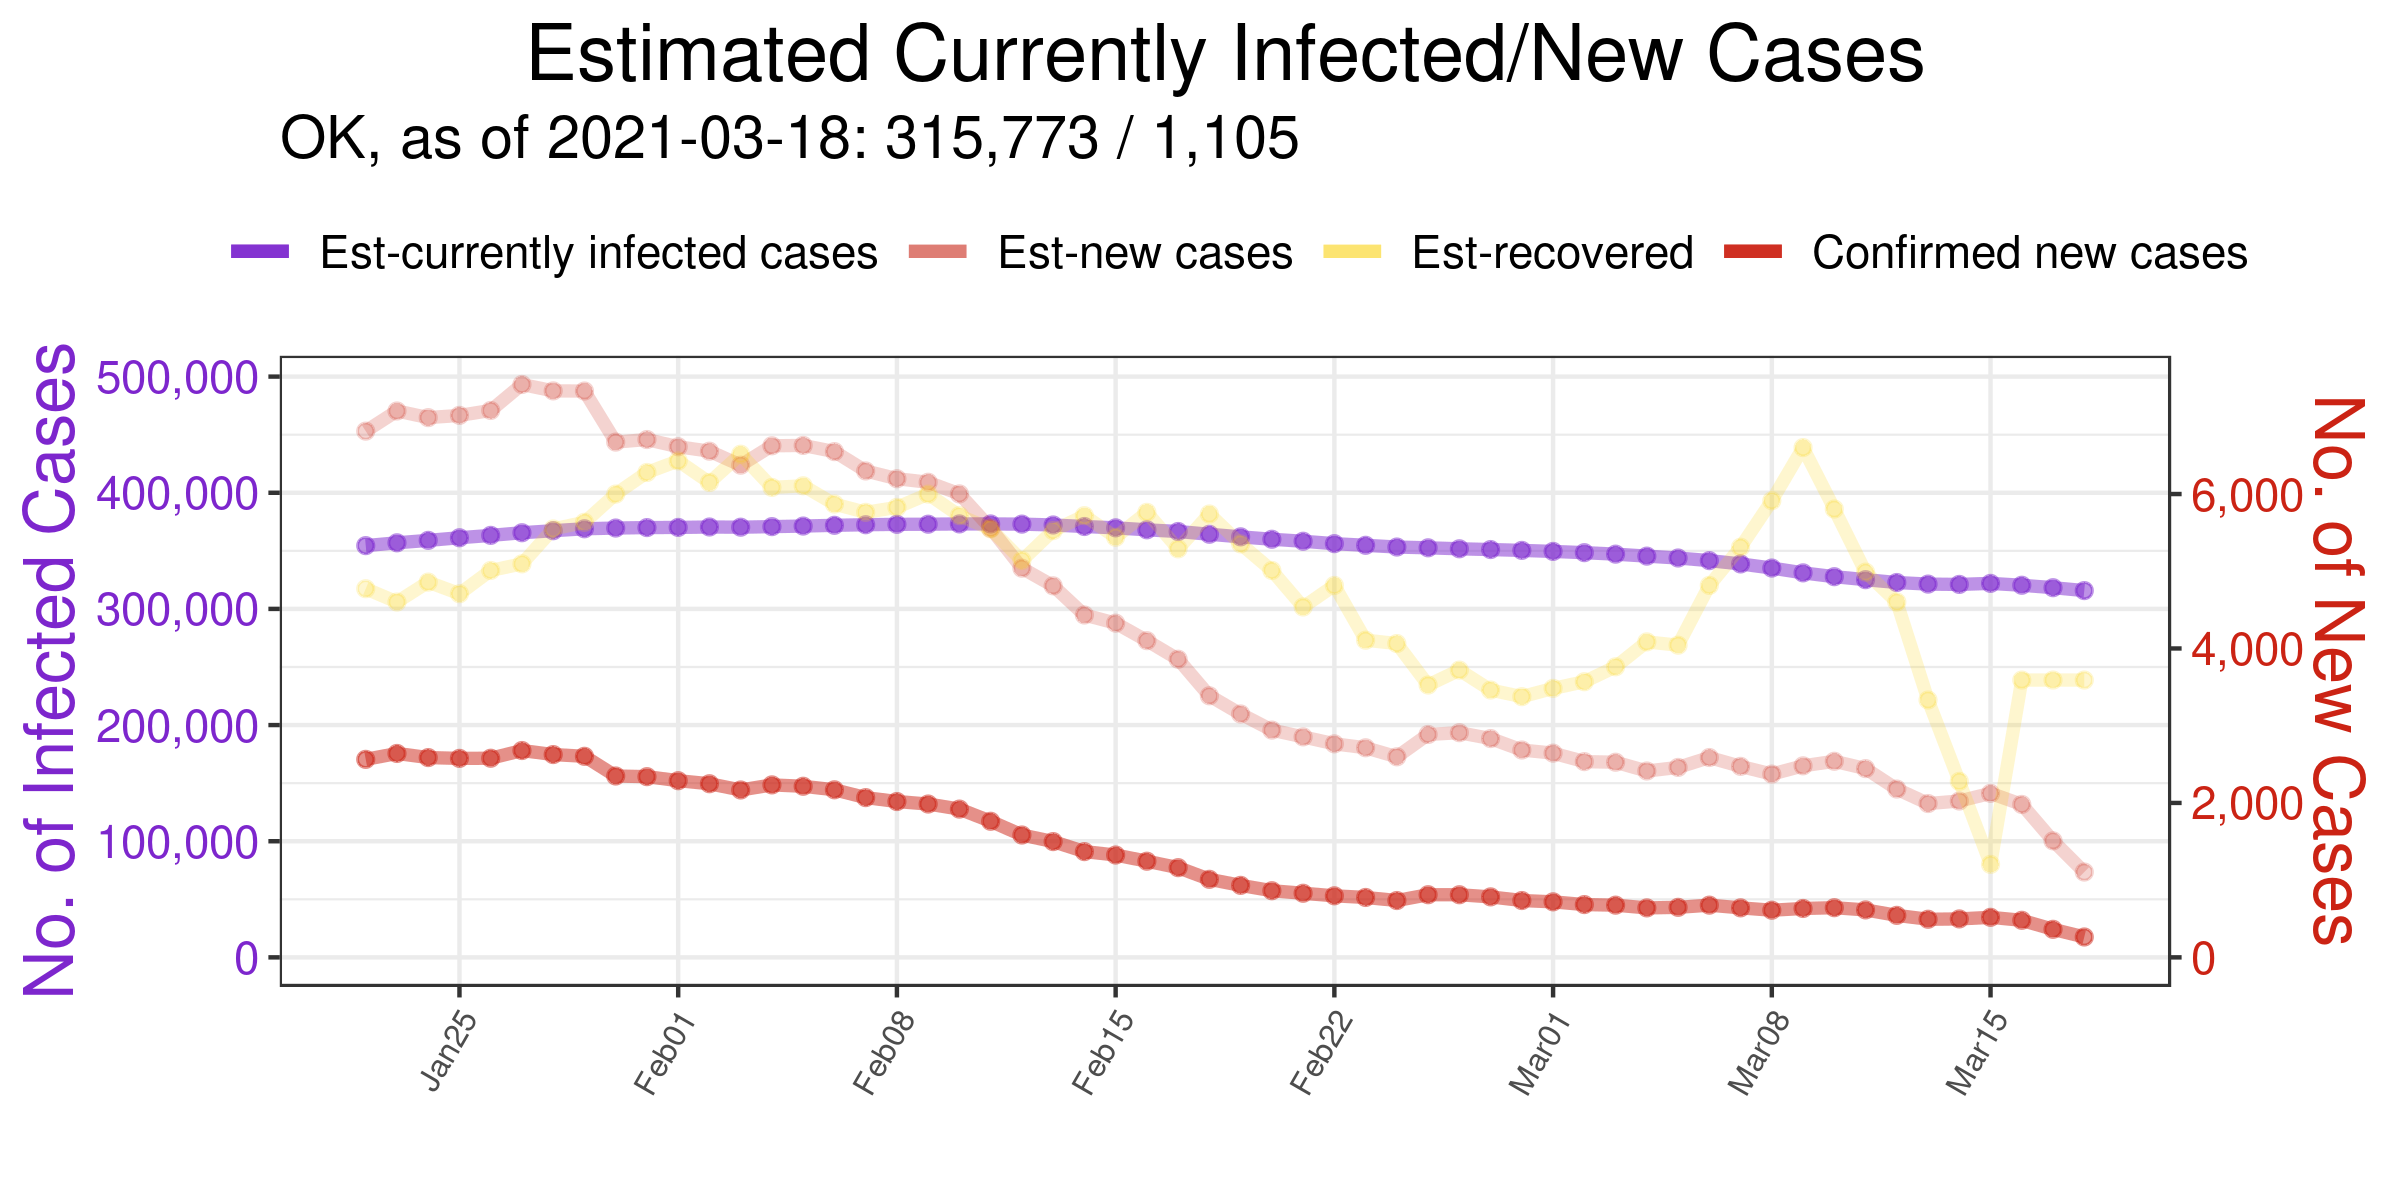 Estimated Currently Infected/New Cases
OK, as of 2021-03-18: 315,773 / 1,105
Est-currently infected cases Est-new cases Est-recovered Confirmed new cases
No. of Infected Cases
500,000
400,000
300,000
200,000
100,000
0
No. of New Cases
6,000
4,000
2,000
0
Jan25 Feb01 Feb08 Feb15 Feb22 Mar01 Mar08 Mar15